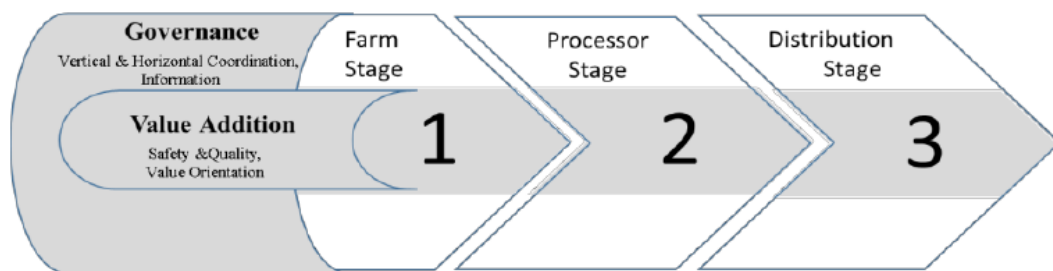 Governance
Vertical & Horizontal Coordination,
Information
Value Addition
Safety &Quality,
Value Orientation
Farm
Stage
1
Processor
Stage
2
Distribution
Stage
3